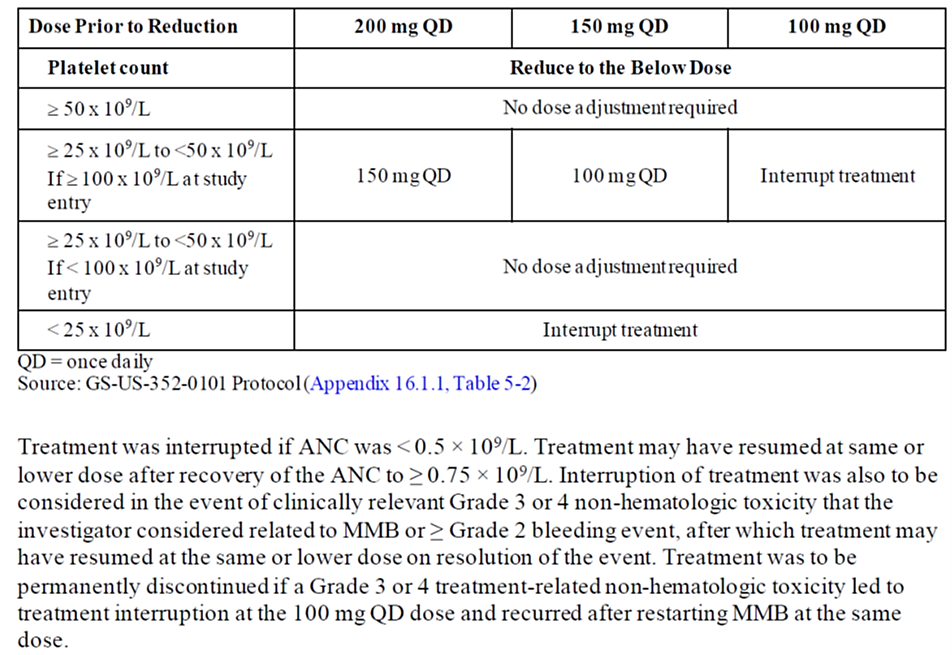 Dose Prior to Reduction 200 mg QD 150 mg QD 100 mg QD
Platelet count Reduce to the Below Dose
≥ 50 x 10⁹/L No dose adjustment required
≥ 25 x 10⁹/L to <50 x 10⁹/L
If ≥ 100 x 10⁹/L at study
entry
150 mg QD 100 mg QD Interrupt treatment
≥ 25 x 10⁹/L to <50 x 10⁹/L
If < 100 x 10⁹/L at study
entry
No dose adjustment required
< 25 x 10⁹/L Interrupt treatment
QD = once daily
Source: GS-US-352-0101 Protocol (Appendix 16.1.1, Table 5-2)
Treatment was interrupted if ANC was < 0.5 × 10⁹/L. Treatment may have resumed at same or
lower dose after recovery of the ANC to ≥ 0.75 × 10⁹/L. Interruption of treatment was also to be
considered in the event of clinically relevant Grade 3 or 4 non-hematologic toxicity that the
investigator considered related to MMB or ≥ Grade 2 bleeding event, after which treatment may
have resumed at the same or lower dose on resolution of the event. Treatment was to be
permanently discontinued if a Grade 3 or 4 treatment-related non-hematologic toxicity led to
treatment interruption at the 100 mg QD dose and recurred after restarting MMB at the same
dose.